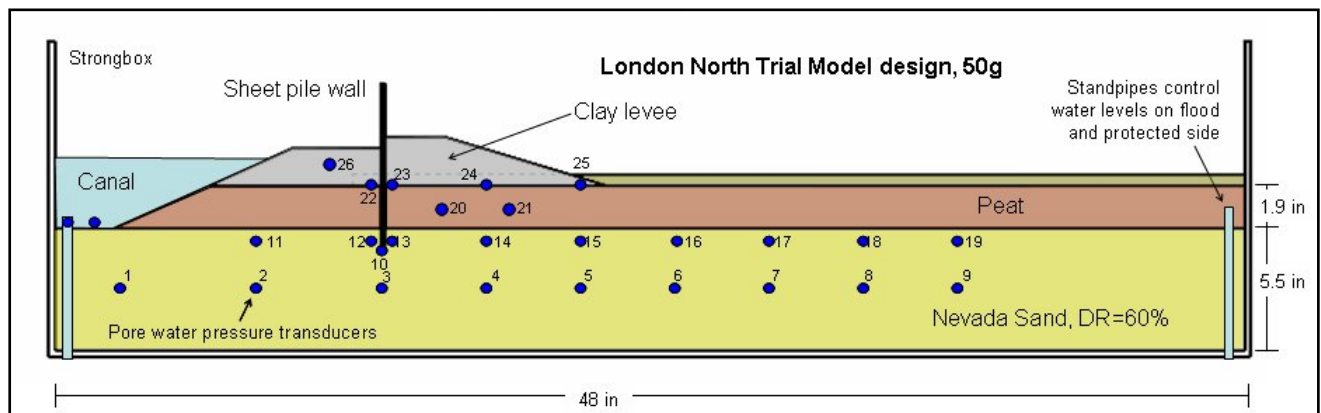 Strongbox
London North Trial Model design, 50g
Sheet pile wall
Standpipes control
water levels on flood
and protected side
Clay levee
26
25
Canal
23
24
22
20
21
Peat
1.9 in
11
12
13
14
15
16
17
18
19
10
1
2
3
4
5
6
7
8
9
5.5 in
Pore water pressure transducers
Nevada Sand, DR=60%
48 in